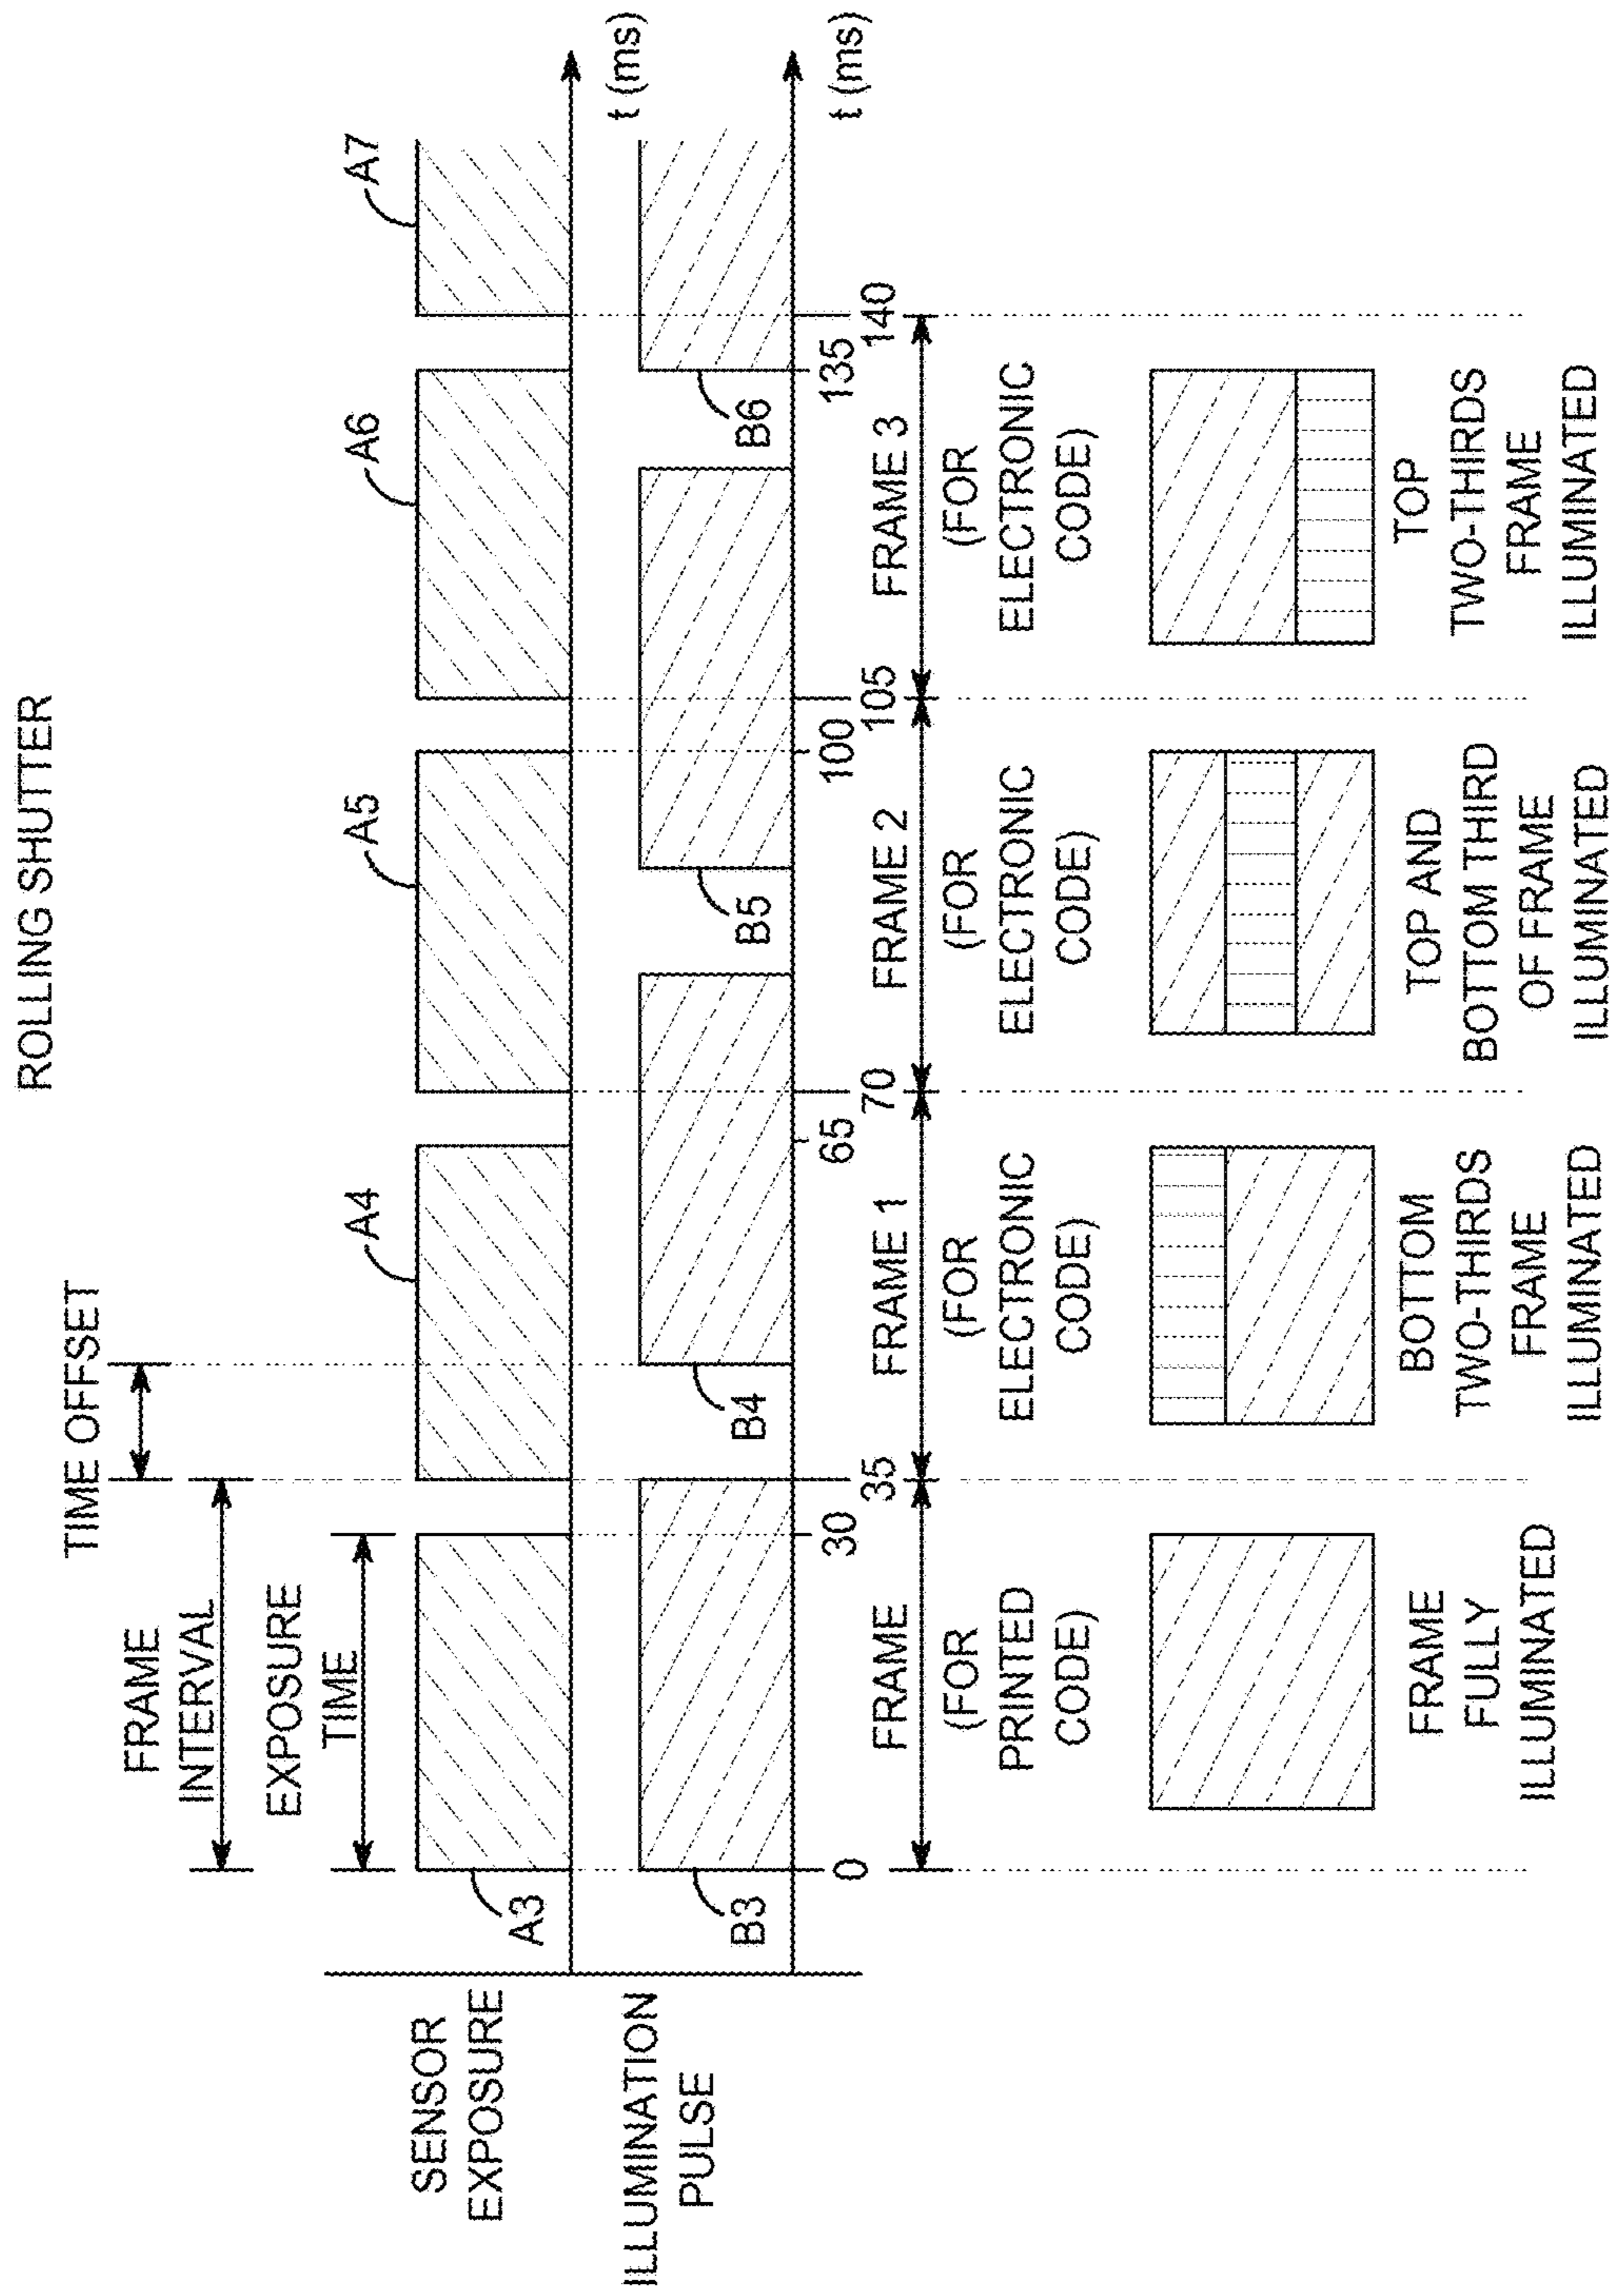 ROLLING SHUTTER
TIME OFFSET
FRAME
INTERVAL
EXPOSURE
TIME
A4
A5
A6
A7
SENSOR
EXPOSURE
A3
t (ms)
ILLUMINATION
PULSE
B3
B4
B5
B6
t (ms)
0
30
35
65
70
100
105
135
140
FRAME
(FOR
PRINTED
CODE)
FRAME 1
(FOR
ELECTRONIC
CODE)
FRAME 2
(FOR
ELECTRONIC
CODE)
FRAME 3
(FOR
ELECTRONIC
CODE)
FRAME
FULLY
ILLUMINATED
BOTTOM
TWO-THIRDS
FRAME
ILLUMINATED
TOP AND
BOTTOM THIRD
OF FRAME
ILLUMINATED
TOP
TWO-THIRDS
FRAME
ILLUMINATED